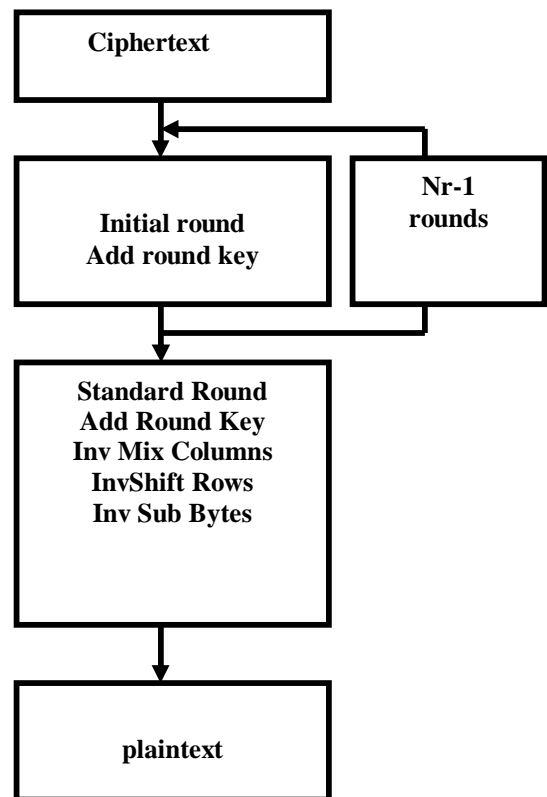 Ciphertext
Initial round
Add round key
Nr-1
rounds
Standard Round
Add Round Key
Inv Mix Columns
InvShift Rows
Inv Sub Bytes
plaintext